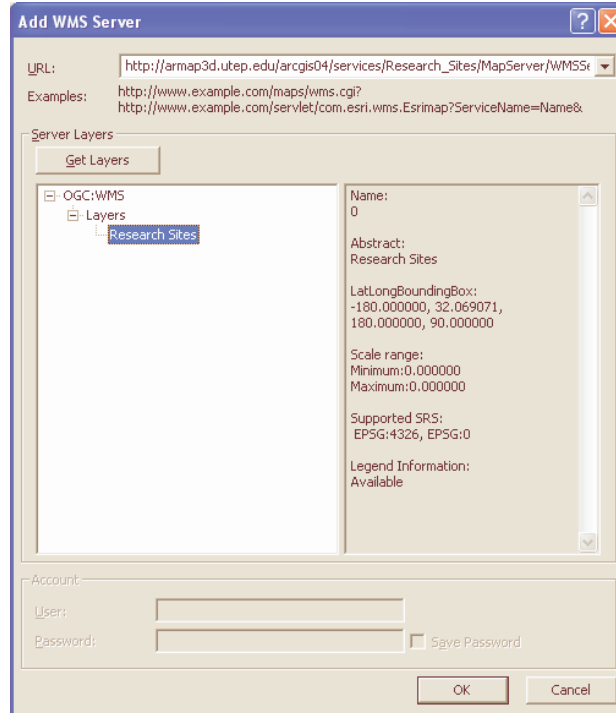 Add WMS Server
URL: http://armap3d.utep.edu/arcgis04/services/Research_Sites/MapServer/WMSSe
Examples: http://www.example.com/maps/wms.cgi?
http://www.example.com/servlet/com.esri.wms.Esrimap?ServiceName=Name&
Server Layers
Get Layers
OGC:WMS
Layers
Research Sites
Name:
0
Abstract:
Research Sites
LatLongBoundingBox:
-180.000000, 32.069071,
180.000000, 90.000000
Scale range:
Minimum:0.000000
Maximum:0.000000
Supported SRS:
EPSG:4326, EPSG:0
Legend Information:
Available
Account
User:
Password:
Save Password
OK
Cancel